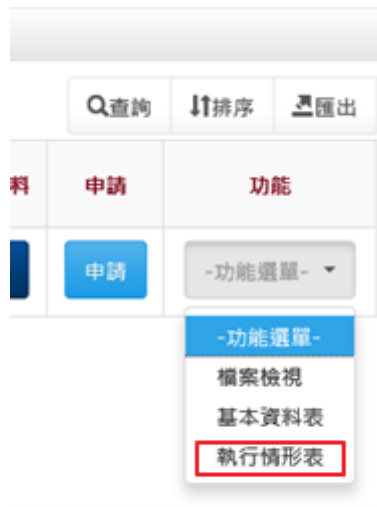 查詢 排序 匯出
料 申請 功能
申請 -功能選單-
-功能選單-
檔案檢視
基本資料表
執行情形表